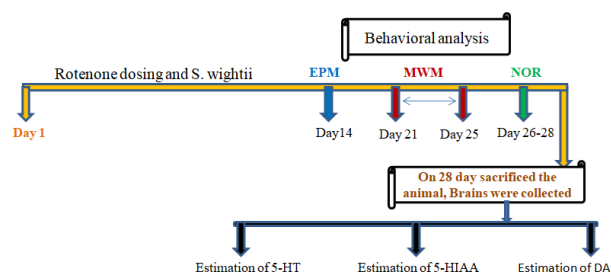 Behavioral analysis
Rotenone dosing and S. wightii
EPM
MWM
NOR
Day 1
Day14
Day 21
Day 25
Day 26-28
On 28 day sacrificed the
animal, Brains were collected
Estimation of 5-HT
Estimation of 5-HIAA
Estimation of DA